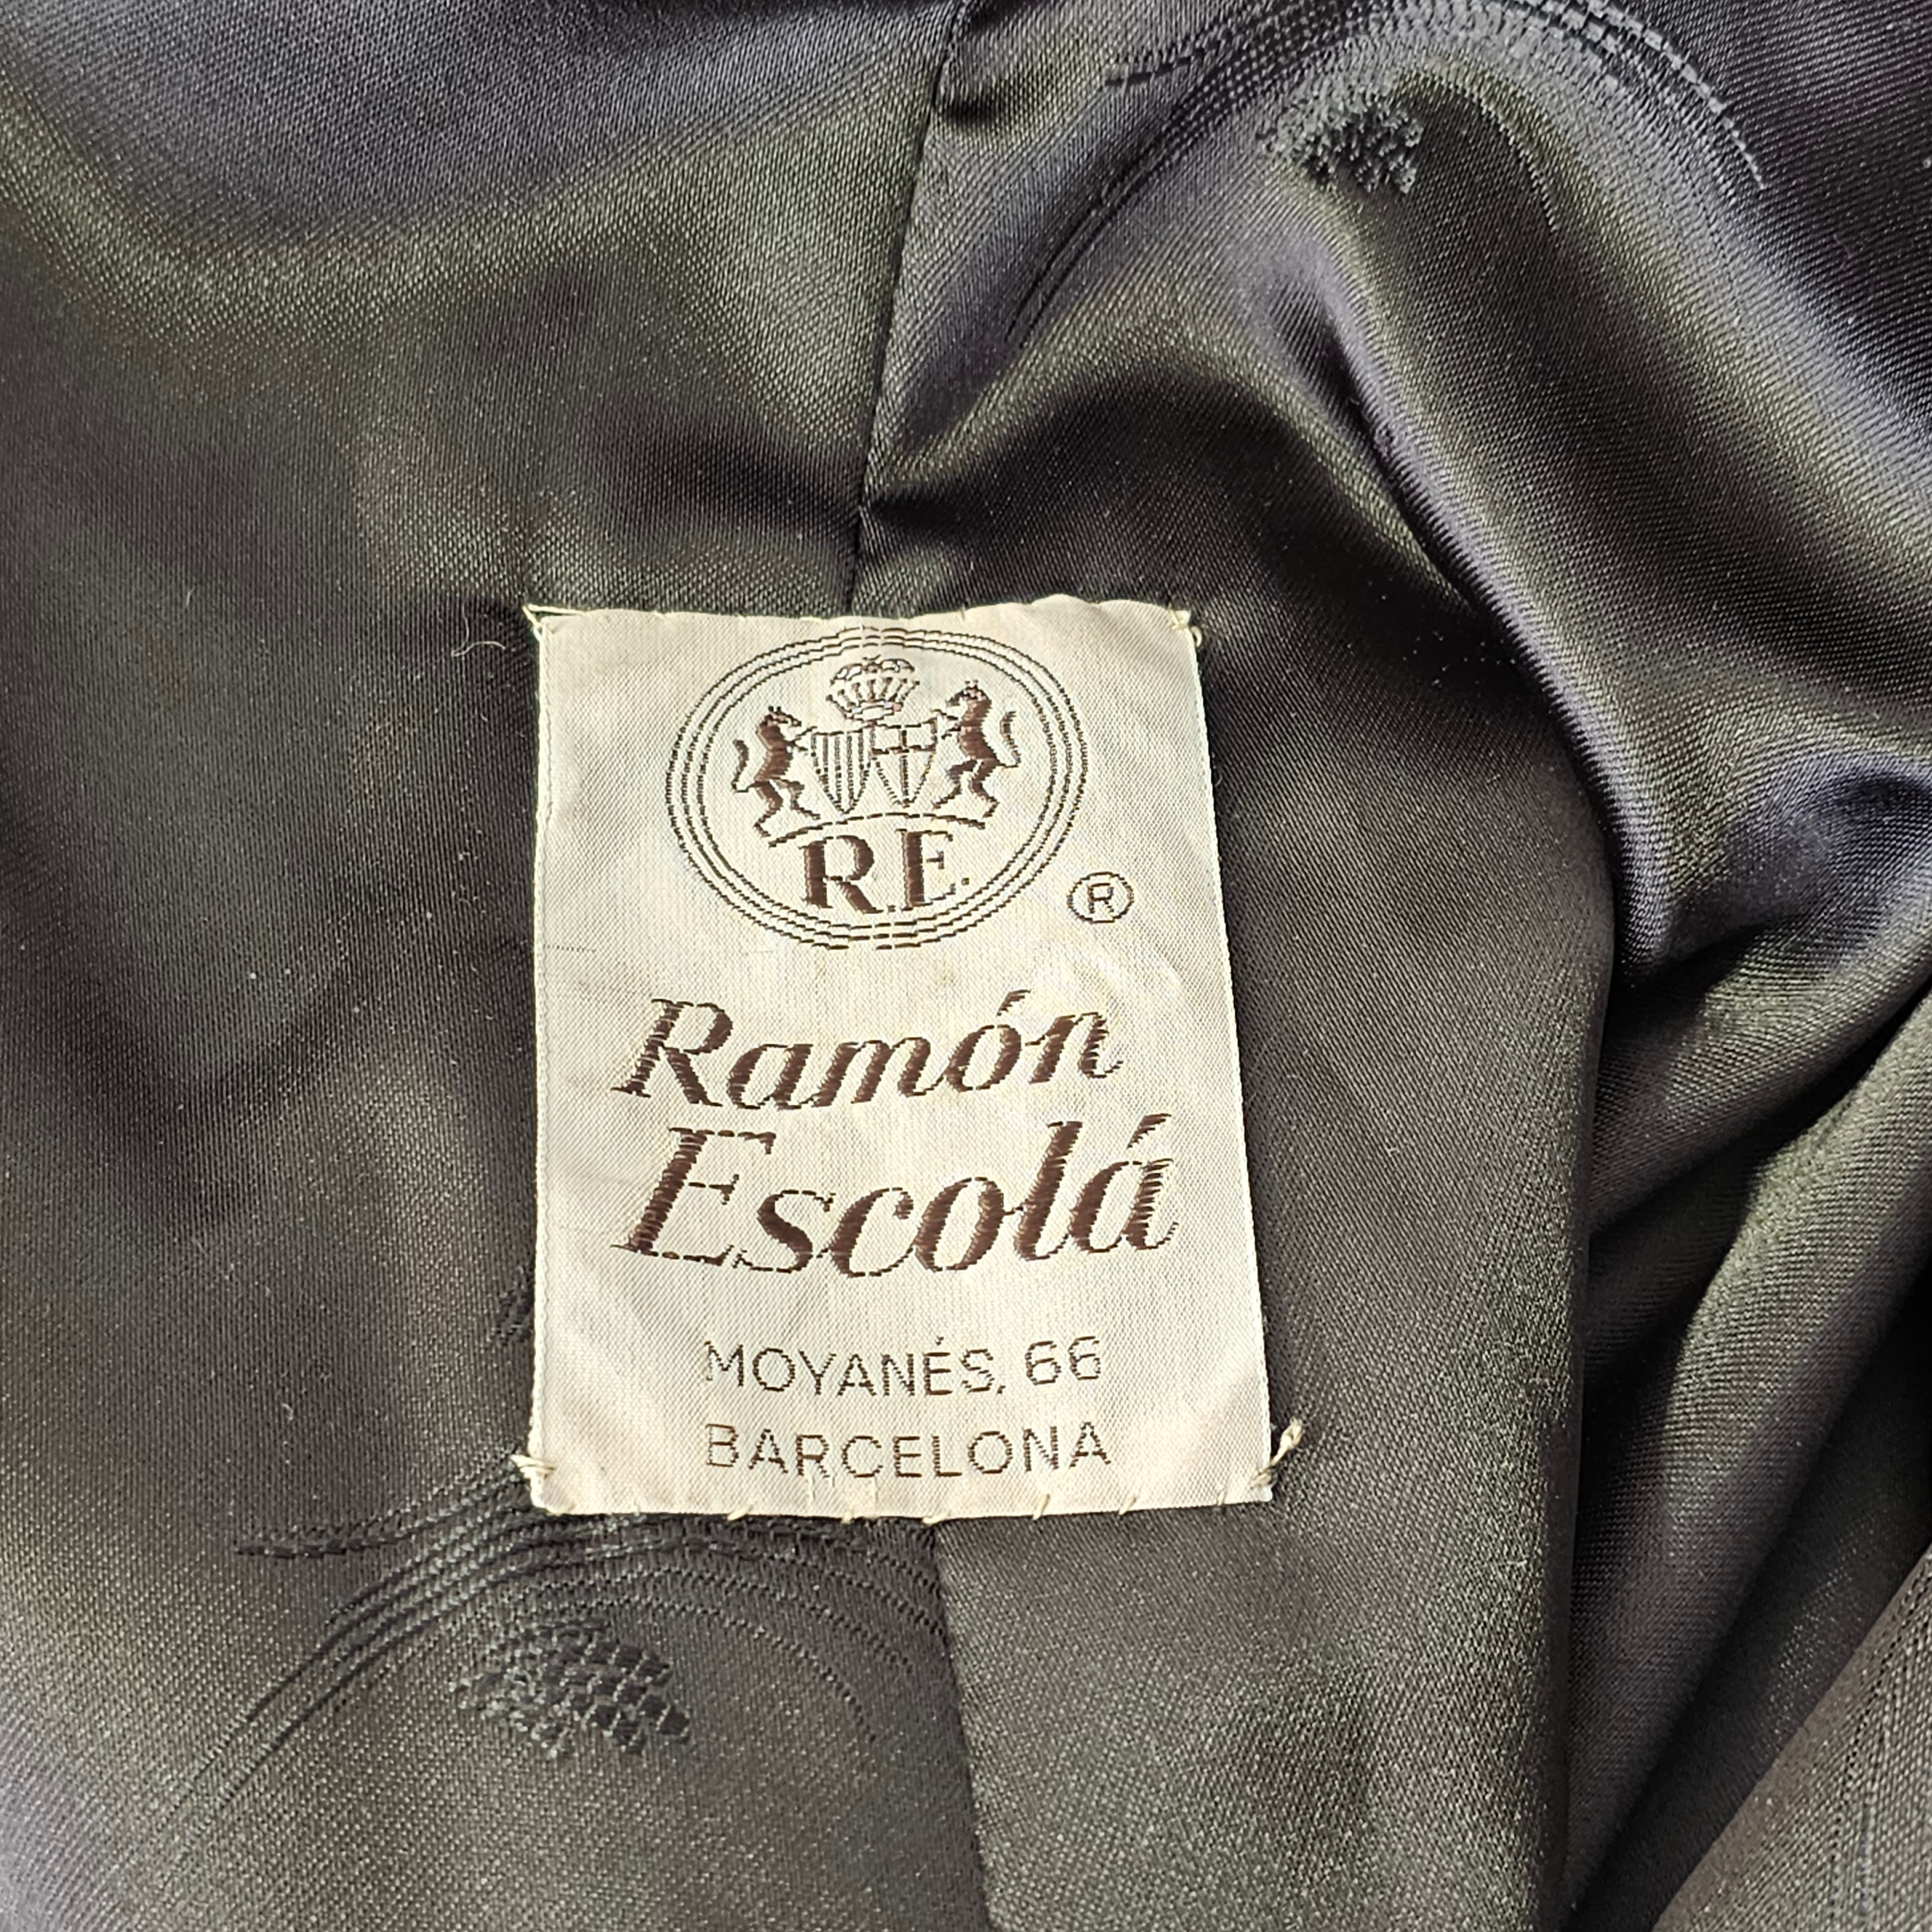 R.E.
®
Ramón
Escolá
MOYANÉS, 66
BARCELONA